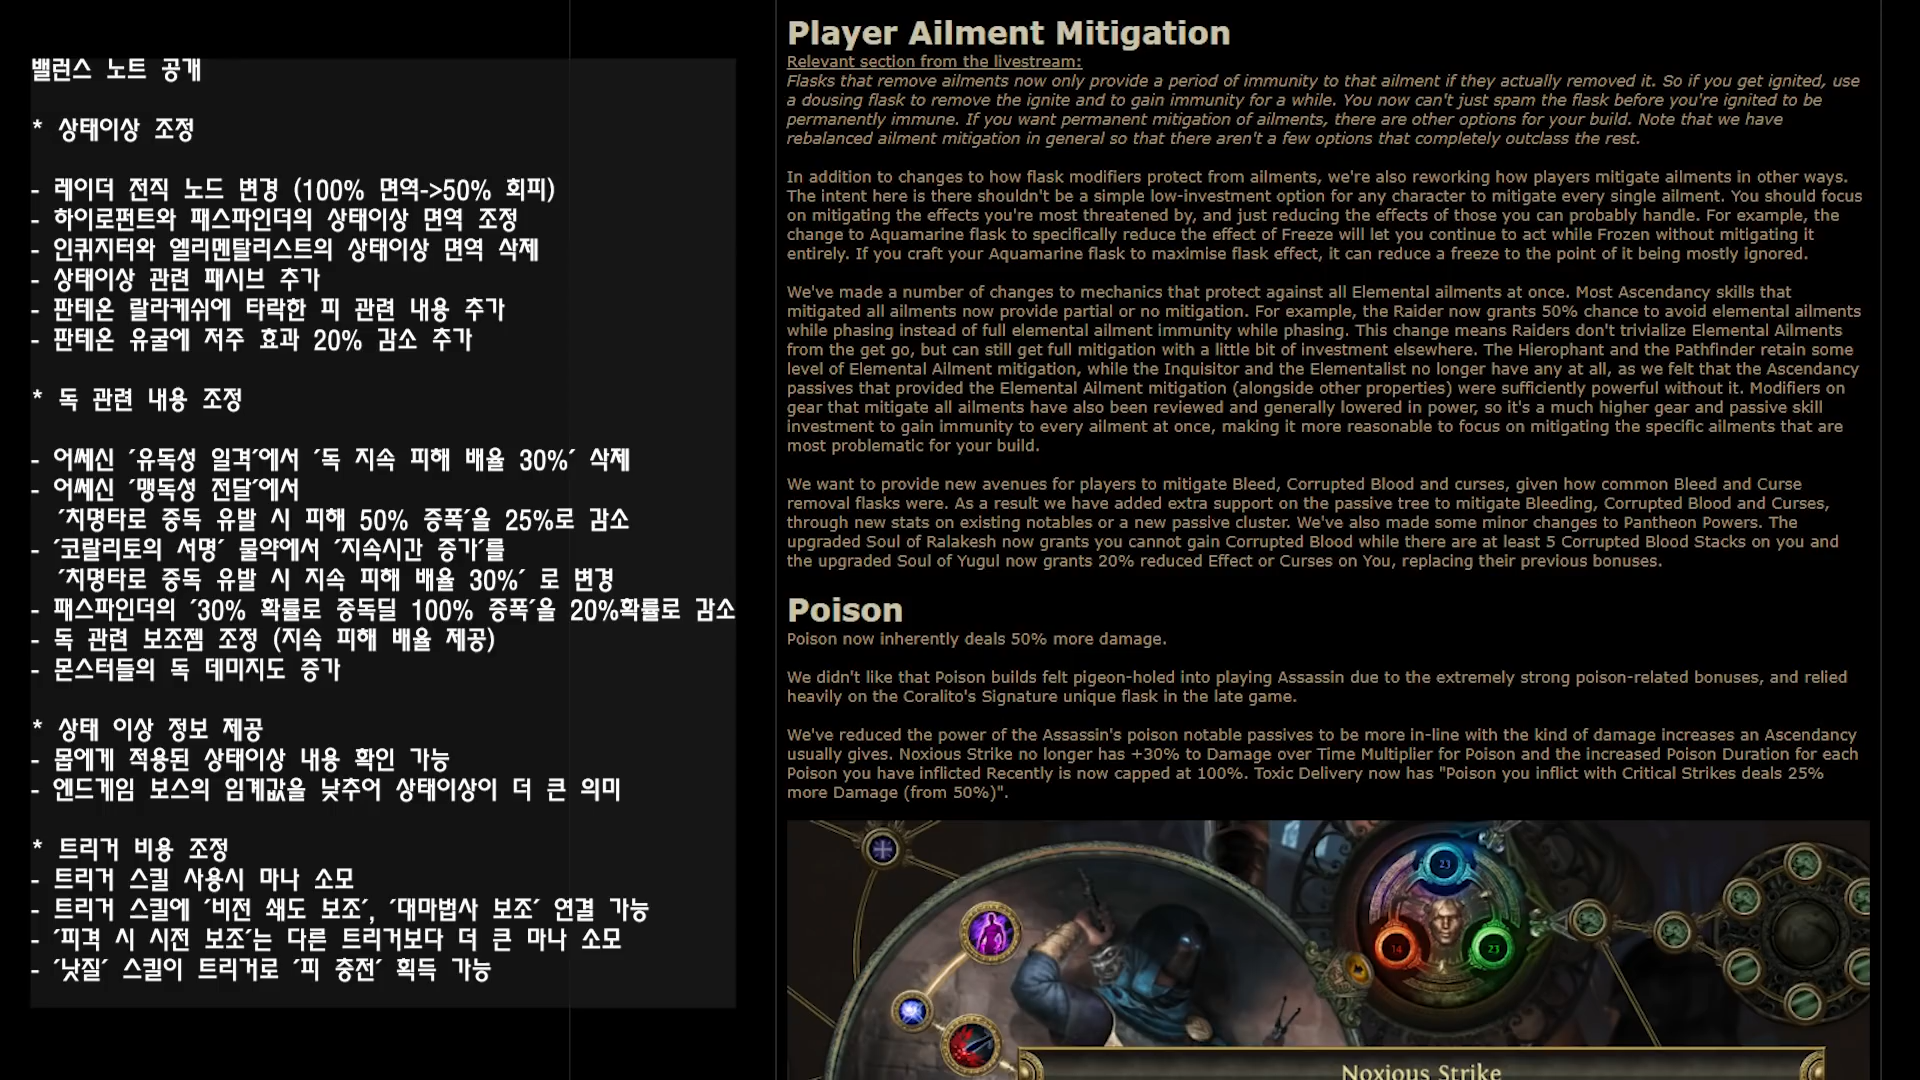 밸런스 노트 공개
* 상태이상 조정
- 레이더 전직 노드 변경 (100% 면역->50% 회피)
- 하이로펀트와 패스파인더의 상태이상 면역 조정
- 인퀴지터와 엘리멘탈리스트의 상태이상 면역 삭제
- 상태이상 관련 패시브 추가
- 판테온 랄라케쉬에 타락한 피 관련 내용 추가
- 판테온 유굴에 저주 효과 20% 감소 추가
* 독 관련 내용 조정
- 어쎄신 ´유독성 일격´에서 ´독 지속 피해 배율 30%´ 삭제
- 어쎄신 ´맹독성 전달´에서
´치명타로 중독 유발 시 피해 50% 증폭´을 25%로 감소
- ´코랄리토의 서명´ 물약에서 ´지속시간 증가´를
´치명타로 중독 유발 시 지속 피해 배율 30%´ 로 변경
- 패스파인더의 ´30% 확률로 중독딜 100% 증폭´을 20%확률로 감소
- 독 관련 보조젬 조정 (지속 피해 배율 제공)
- 몬스터들의 독 데미지도 증가
* 상태 이상 정보 제공
- 몹에게 적용된 상태이상 내용 확인 가능
- 엔드게임 보스의 임계값을 낮추어 상태이상이 더 큰 의미
* 트리거 비용 조정
- 트리거 스킬 사용시 마나 소모
- 트리거 스킬에 ´비전 쇄도 보조´, ´대마법사 보조´ 연결 가능
- ´피격 시 시전 보조´는 다른 트리거보다 더 큰 마나 소모
- ´낫질´ 스킬이 트리거로 ´피 충전´ 획득 가능
Player Ailment Mitigation
Relevant section from the livestream:
Flasks that remove ailments now only provide a period of immunity to that ailment if they actually removed it. So if you get ignited, use
a dousing flask to remove the ignite and to gain immunity for a while. You now can't just spam the flask before you're ignited to be
permanently immune. If you want permanent mitigation of ailments, there are other options for your build. Note that we have
rebalanced ailment mitigation in general so that there aren't a few options that completely outclass the rest.
In addition to changes to how flask modifiers protect from ailments, we're also reworking how players mitigate ailments in other ways.
The intent here is there shouldn't be a simple low-investment option for any character to mitigate every single ailment. You should focus
on mitigating the effects you're most threatened by, and just reducing the effects of those you can probably handle. For example, the
change to Aquamarine flask to specifically reduce the effect of Freeze will let you continue to act while Frozen without mitigating it
entirely. If you craft your Aquamarine flask to maximise flask effect, it can reduce a freeze to the point of it being mostly ignored.
We've made a number of changes to mechanics that protect against all Elemental ailments at once. Most Ascendancy skills that
mitigated all ailments now provide partial or no mitigation. For example, the Raider now grants 50% chance to avoid elemental ailments
while phasing instead of full elemental ailment immunity while phasing. This change means Raiders don't trivialize Elemental Ailments
from the get go, but can still get full mitigation with a little bit of investment elsewhere. The Hierophant and the Pathfinder retain some
level of Elemental Ailment mitigation, while the Inquisitor and the Elementalist no longer have any at all, as we felt that the Ascendancy
passives that provided the Elemental Ailment mitigation (alongside other properties) were sufficiently powerful without it. Modifiers on
gear that mitigate all ailments have also been reviewed and generally lowered in power, so it's a much higher gear and passive skill
investment to gain immunity to every ailment at once, making it more reasonable to focus on mitigating the specific ailments that are
most problematic for your build.
We want to provide new avenues for players to mitigate Bleed, Corrupted Blood and curses, given how common Bleed and Curse
removal flasks were. As a result we have added extra support on the passive tree to mitigate Bleeding, Corrupted Blood and Curses,
through new stats on existing notables or a new passive cluster. We've also made some minor changes to Pantheon Powers. The
upgraded Soul of Ralakesh now grants you cannot gain Corrupted Blood while there are at least 5 Corrupted Blood Stacks on you and
the upgraded Soul of Yugul now grants 20% reduced Effect or Curses on You, replacing their previous bonuses.
Poison
Poison now inherently deals 50% more damage.
We didn't like that Poison builds felt pigeon-holed into playing Assassin due to the extremely strong poison-related bonuses, and relied
heavily on the Coralito's Signature unique flask in the late game.
We've reduced the power of the Assassin's poison notable passives to be more in-line with the kind of damage increases an Ascendancy
usually gives. Noxious Strike no longer has +30% to Damage over Time Multiplier for Poison and the increased Poison Duration for each
Poison you have inflicted Recently is now capped at 100%. Toxic Delivery now has "Poison you inflict with Critical Strikes deals 25%
more Damage (from 50%)".
23
14
23
Noxious Strike